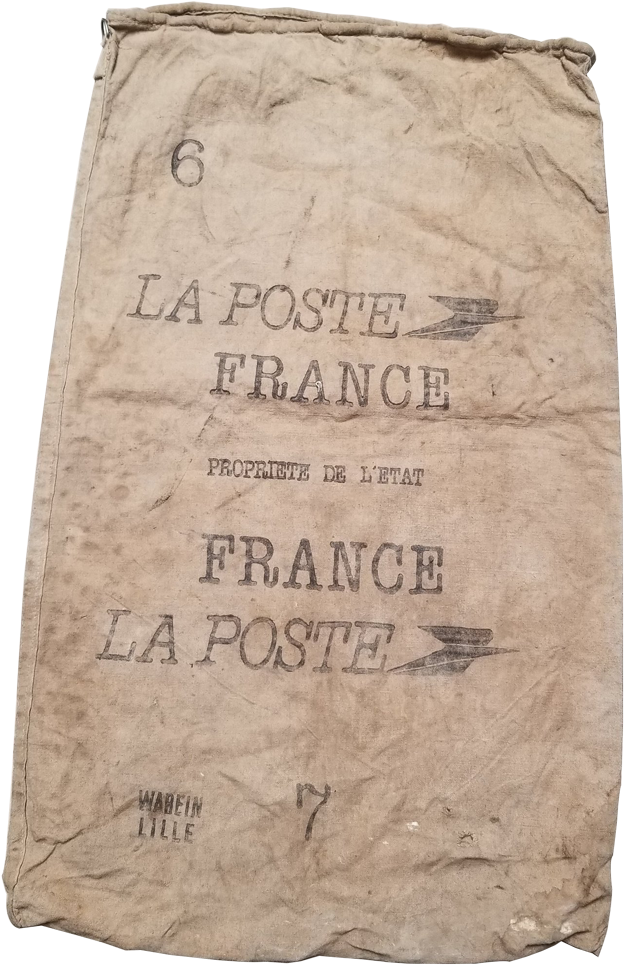 6
LA POSTE
FRANCE
PROPRIETE DE L'ETAT
FRANCE
LA POSTE
WABEIN
LILLE
7